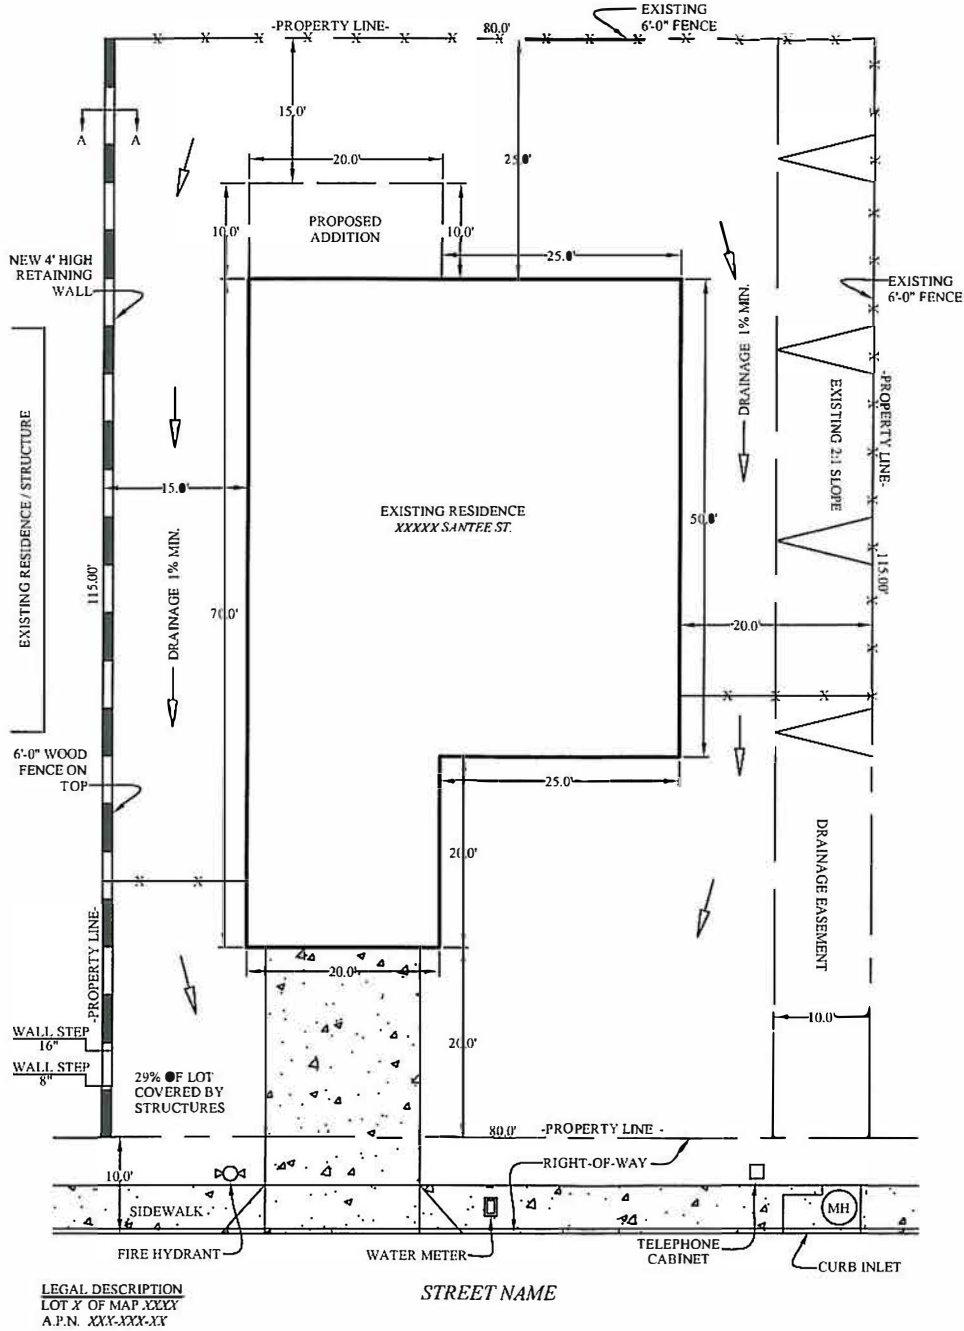 -PROPERTY LINE-
80.0'
EXISTING
6'-0" FENCE
15.0'
A
A
20.0'
25.0'
PROPOSED
ADDITION
10.0'
10.0'
25.0'
NEW 4' HIGH
RETAINING
WALL
EXISTING
6'-0" FENCE
DRAINAGE 1% MIN.
EXISTING 2:1 SLOPE
-PROPERTY LINE-
EXISTING RESIDENCE / STRUCTURE
15.0'
EXISTING RESIDENCE
XXXXX SANTEE ST.
50.0'
115.00'
115.00'
DRAINAGE 1% MIN.
70.0'
20.0'
X X X X
6'-0" WOOD
FENCE ON
TOP
25.0'
20.0'
DRAINAGE EASEMENT
X X
-PROPERTY LINE-
20.0'
10.0'
WALL STEP
16"
20.0'
WALL STEP
8"
29% OF LOT
COVERED BY
STRUCTURES
80.0'
-PROPERTY LINE -
10.0'
RIGHT-OF-WAY
SIDEWALK
MH
FIRE HYDRANT
WATER METER
TELEPHONE
CABINET
CURB INLET
LEGAL DESCRIPTION
LOT X OF MAP XXXX
A.P.N. XXX-XXX-XX
STREET NAME